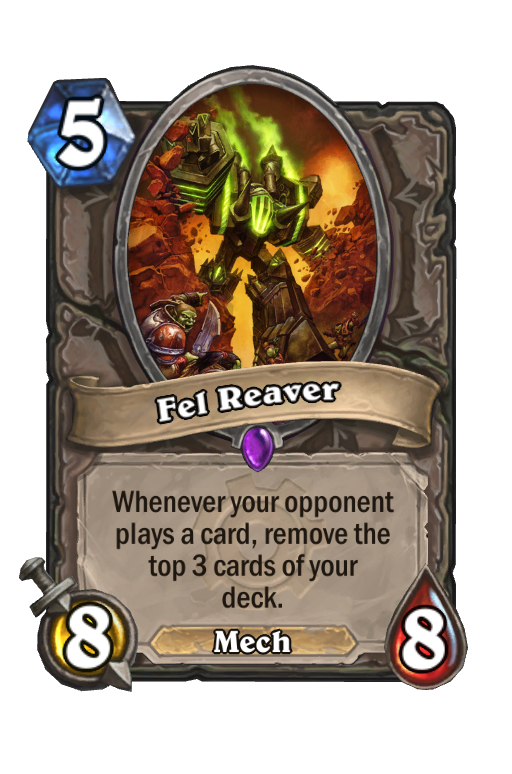 5
Fel Reaver
Whenever your opponent
plays a card, remove the
top 3 cards of your
deck.
8
Mech
8